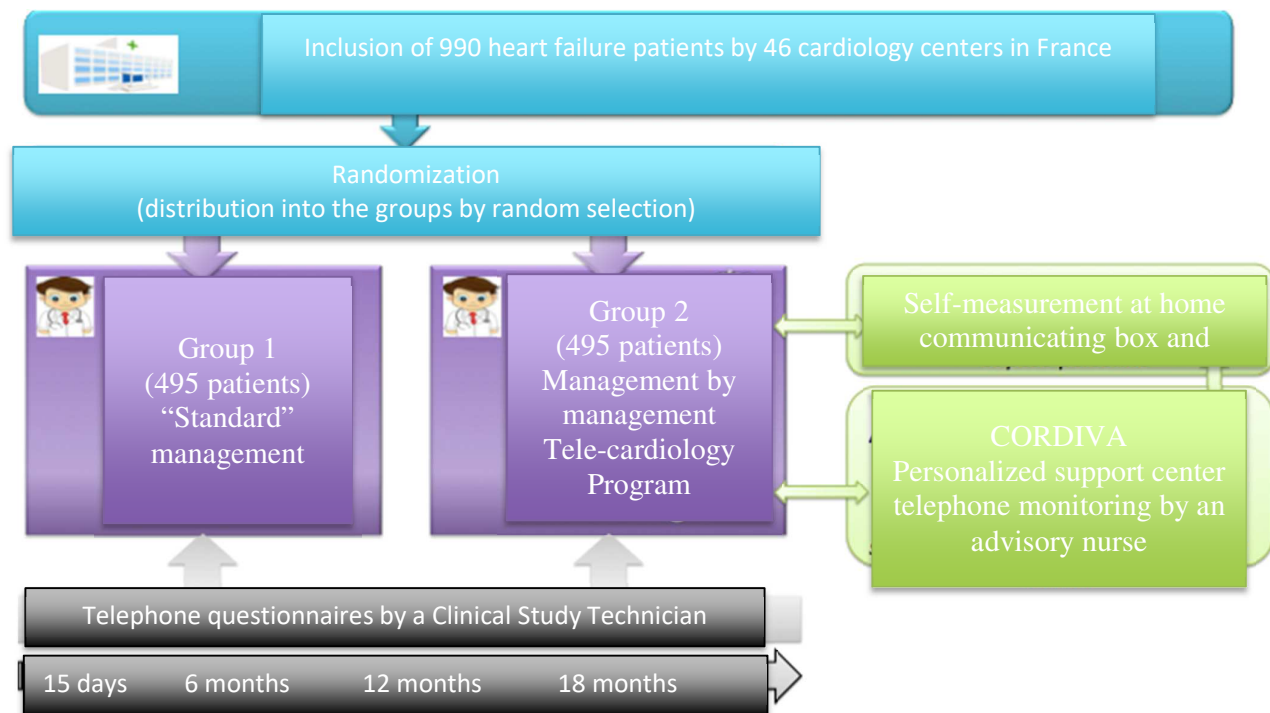 Inclusion of 990 heart failure patients by 46 cardiology centers in France
Randomization
(distribution into the groups by random selection)
Group 1
(495 patients)
“Standard”
management
Group 2
(495 patients)
Management by
management
Tele-cardiology
Program
Self-measurement at home
communicating box and
CORDIVA
Personalized support center
telephone monitoring by an
advisory nurse
Telephone questionnaires by a Clinical Study Technician
15 days 6 months 12 months 18 months